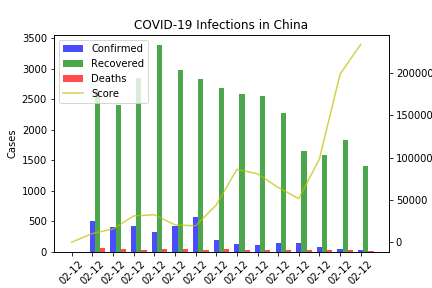 COVID-19 Infections in China
Confirmed
Recovered
Deaths
Score
Cases
3500
3000
2500
2000
1500
1000
500
0
200000
150000
100000
50000
0
02-12 02-12 02-12 02-12 02-12 02-12 02-12 02-12 02-12 02-12 02-12 02-12 02-12 02-12 02-12